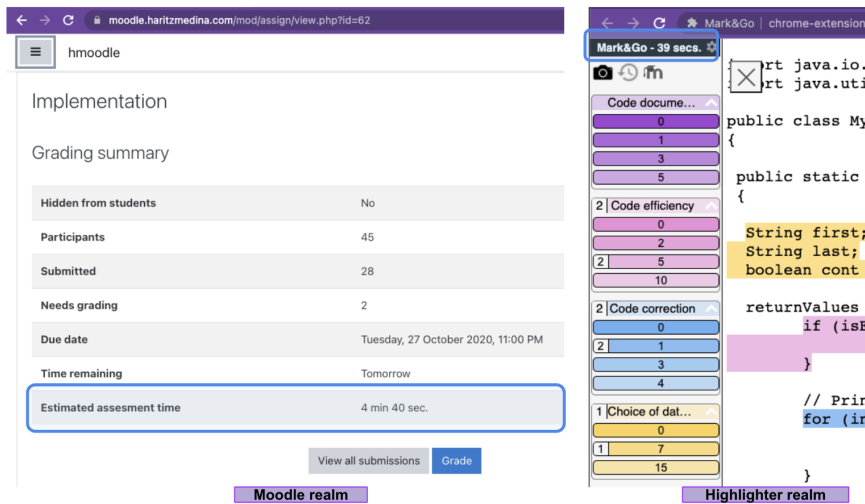 moodle.haritzmedina.com/mod/assign/view.php?id=62
hmoodle
Implementation
Grading summary
Hidden from students No
Participants 45
Submitted 28
Needs grading 2
Due date Tuesday, 27 October 2020, 11:00 PM
Time remaining Tomorrow
Estimated assesment time 4 min 40 sec.
View all submissions Grade
Moodle realm
Mark&Go | chrome-extension
Mark&Go - 39 secs.
Code docume...
0
1
3
5
2 Code efficiency
0
2
2 5
10
2 Code correction
0
2 1
3
4
1 Choice of dat...
0
1 7
15
java.io.
java.uti
public class My
{
public static
{
String first;
String last;
boolean cont
returnValues
if (isE
}
// Prin
for (in
}
Highlighter realm